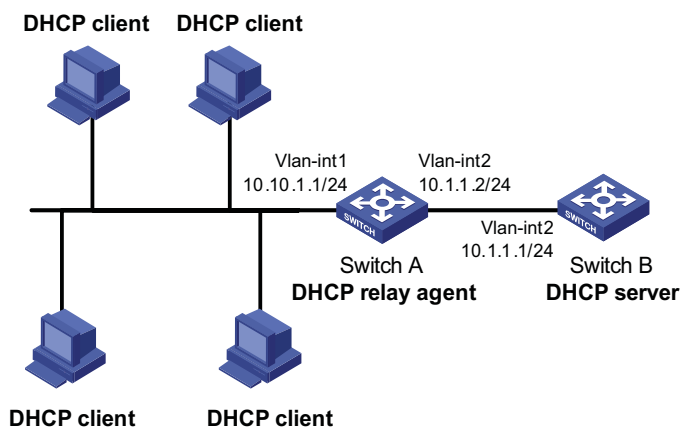 DHCP client
DHCP client
Vlan-int1
10.10.1.1/24
Vlan-int2
10.1.1.2/24
SWITCH
SWITCH
Vlan-int2
10.1.1.1/24
Switch A
DHCP relay agent
Switch B
DHCP server
DHCP client
DHCP client